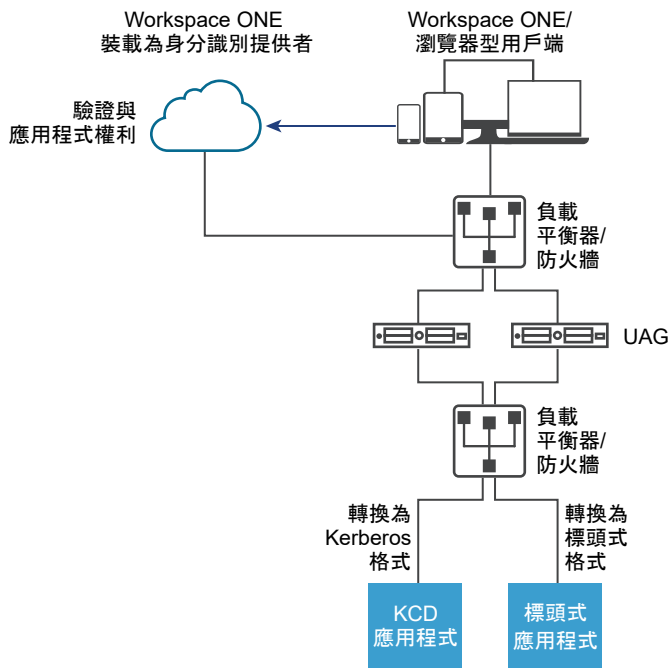 Workspace ONE
裝載為身分識別提供者
Workspace ONE/
瀏覽器型用戶端
驗證與
應用程式權利
負載
平衡器/
防火牆
UAG
負載
平衡器/
防火牆
轉換為
Kerberos
格式
轉換為
標頭式
格式
KCD
應用程式
標頭式
應用程式